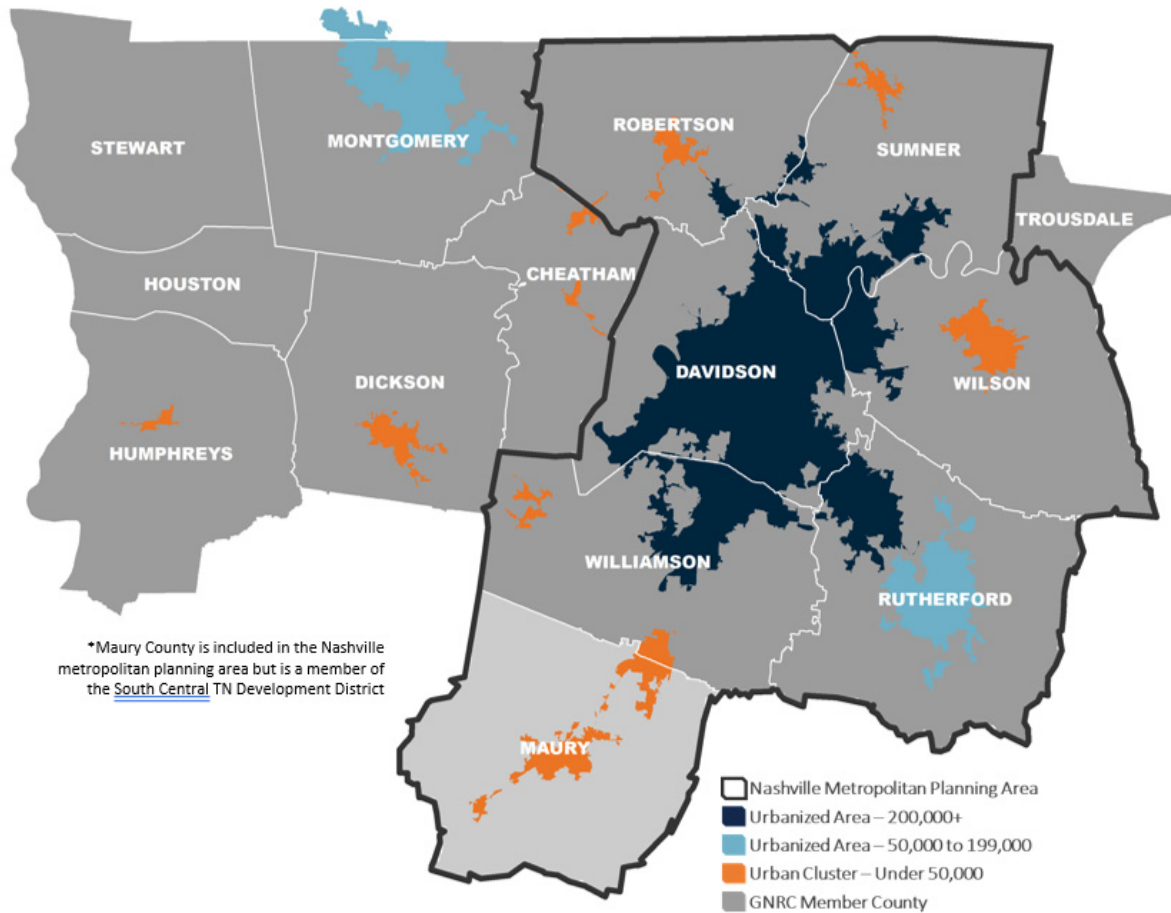 STEWART
MONTGOMERY
ROBERTSON
SUMNER
TROUSDALE
HOUSTON
CHEATHAM
DICKSON
DAVIDSON
WILSON
HUMPHREYS
WILLIAMSON
RUTHERFORD
*Maury County is included in the Nashville
metropolitan planning area but is a member of
the South Central TN Development District
MAURY
Nashville Metropolitan Planning Area
Urbanized Area – 200,000+
Urbanized Area – 50,000 to 199,000
Urban Cluster – Under 50,000
GNRC Member County